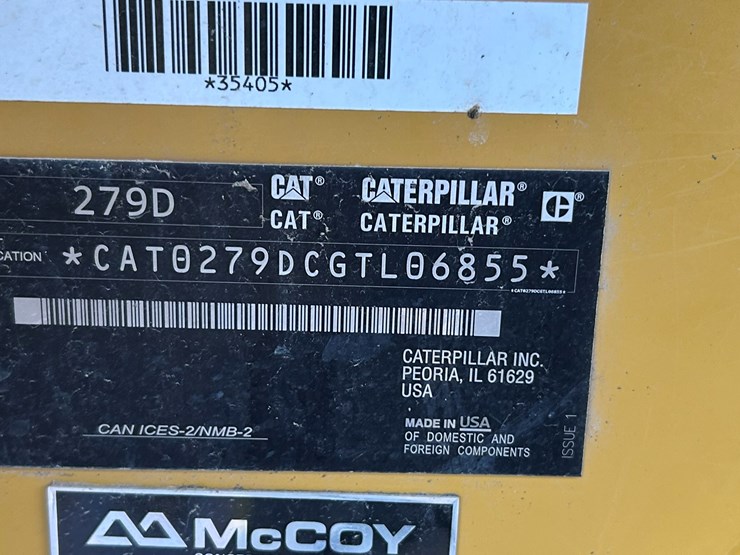 *35405*
279D
CAT® CATERPILLAR®
CAT® CATERPILLAR®
*CAT0279DCGTL06855*
*CAT0279DCGTL06855*
CATERPILLAR INC.
PEORIA, IL 61629
USA
CAN ICES-2/NMB-2
MADE IN USA
OF DOMESTIC AND
FOREIGN COMPONENTS
ISSUE 1
McCOY